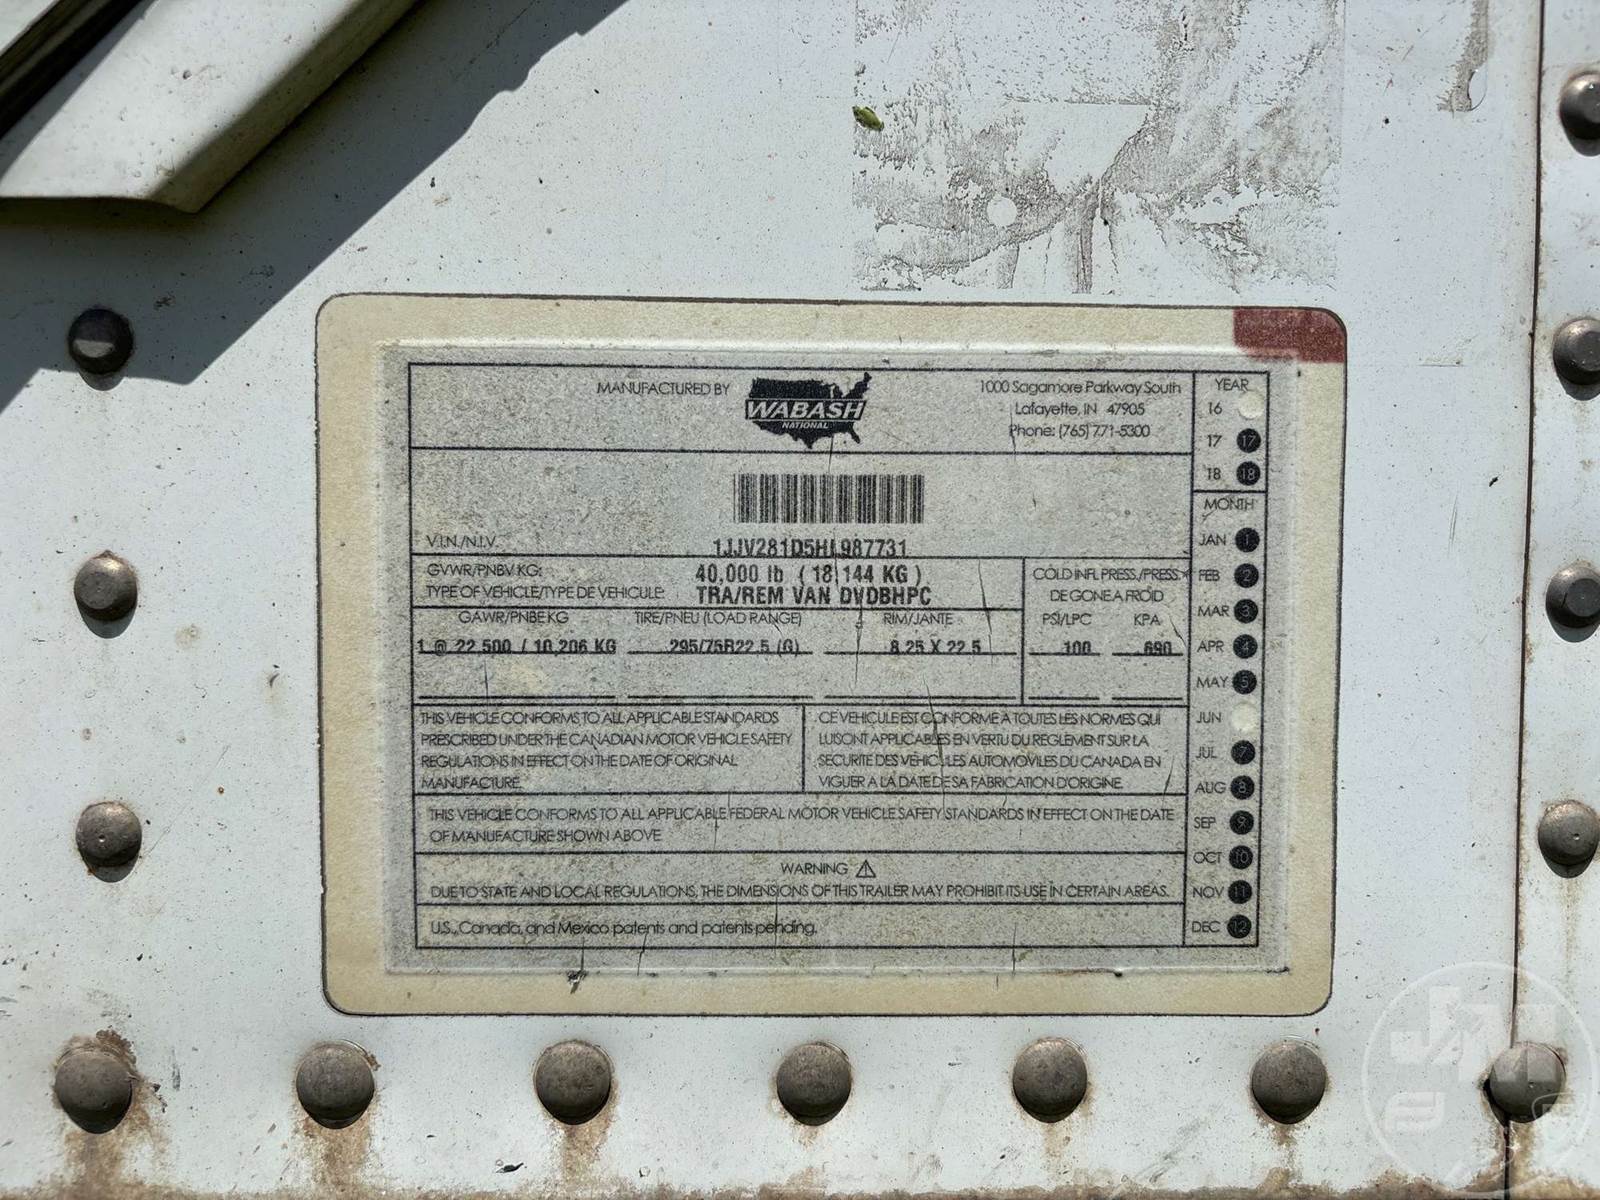 MANUFACTURED BY
WABASH
NATIONAL
1000 Sagamore Parkway South
Lafayette, IN 47905
Phone: (765) 771-5300
V.I.N./N.I.V.
1JJV281D5HL987731
GVWR/PNBV KG:
40,000 lb ( 18,144 KG )
TYPE OF VEHICLE/TYPE DE VEHICULE:
TRA/REM VAN DVDBHPC
GAWR/PNBE KG
TIRE/PNEU (LOAD RANGE)
RIM/JANTE
COLD INFL. PRESS./PRESS.
DE GONE A FROID
PSI/LPC KPA
1 @ 22,500 / 10,206 KG
295/75R22.5 (G)
8.25 X 22.5
100
690
THIS VEHICLE CONFORMS TO ALL APPLICABLE STANDARDS
PRESCRIBED UNDER THE CANADIAN MOTOR VEHICLE SAFETY
REGULATIONS IN EFFECT ON THE DATE OF ORIGINAL
MANUFACTURE.
CE VEHICULE EST CONFORME A TOUTES LES NORMES QUI
LUI SONT APPLICABLES EN VERTU DU REGLEMENT SUR LA
SECURITE DES VEHICULES AUTOMOVILES DU CANADA EN
VIGUER A LA DATE DE SA FABRICATION D'ORIGINE.
THIS VEHICLE CONFORMS TO ALL APPLICABLE FEDERAL MOTOR VEHICLE SAFETY STANDARDS IN EFFECT ON THE DATE
OF MANUFACTURE SHOWN ABOVE
WARNING
DUE TO STATE AND LOCAL REGULATIONS, THE DIMENSIONS OF THIS TRAILER MAY PROHIBIT ITS USE IN CERTAIN AREAS.
U.S., Canada, and Mexico patents and patents pending.
YEAR
16
17 17
18 18
MONTH
JAN 1
FEB 2
MAR 3
APR 4
MAY 5
JUN
JUL 7
AUG 8
SEP 9
OCT 10
NOV 11
DEC 12